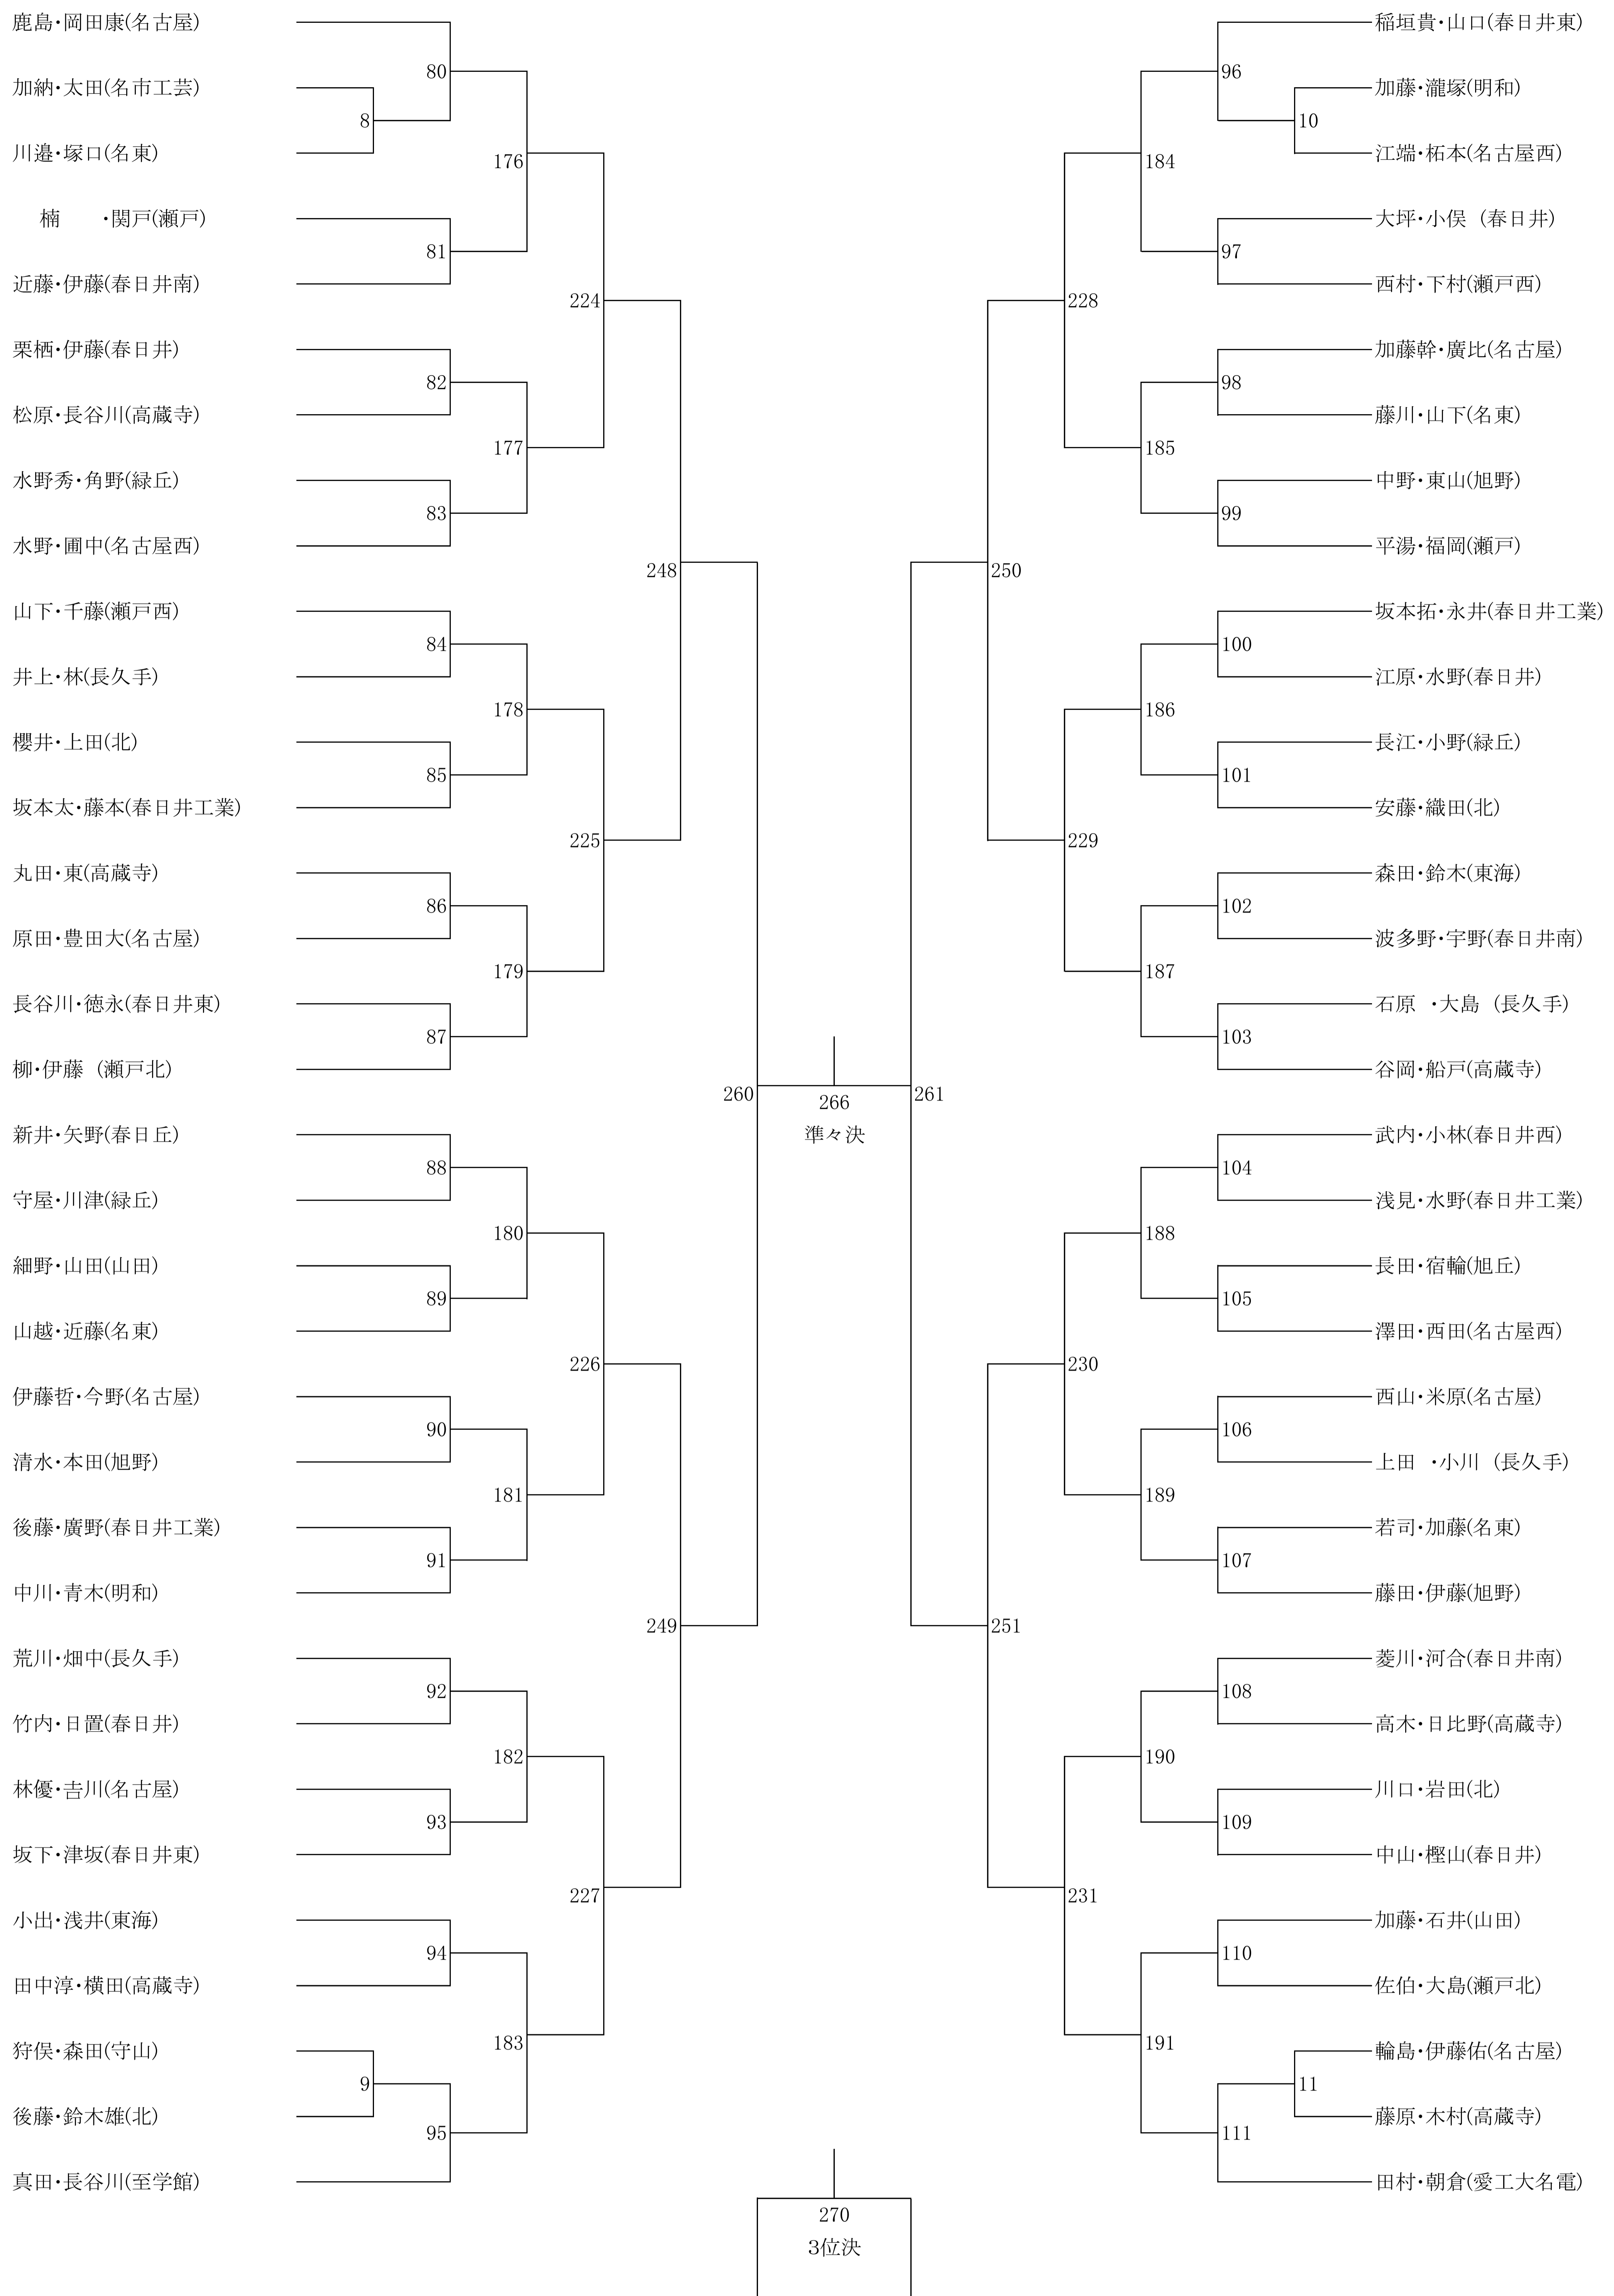 鹿島・岡田康(名古屋)
80
加納・太田(名市工芸)
8
川邉・塚口(名東)
176
楠　　・関戸(瀬戸)
81
近藤・伊藤(春日井南)
224
栗栖・伊藤(春日井)
82
松原・長谷川(高蔵寺)
177
水野秀・角野(緑丘)
83
水野・圃中(名古屋西)
248
山下・千藤(瀬戸西)
84
井上・林(長久手)
178
櫻井・上田(北)
85
坂本太・藤本(春日井工業)
225
丸田・東(高蔵寺)
86
原田・豊田大(名古屋)
179
長谷川・徳永(春日井東)
87
柳・伊藤 (瀬戸北)
260
新井・矢野(春日丘)
88
守屋・川津(緑丘)
180
細野・山田(山田)
89
山越・近藤(名東)
226
伊藤哲・今野(名古屋)
90
清水・本田(旭野)
181
後藤・廣野(春日井工業)
91
中川・青木(明和)
249
荒川・畑中(長久手)
92
竹内・日置(春日井)
182
林優・𠮷川(名古屋)
93
坂下・津坂(春日井東)
227
小出・浅井(東海)
94
田中淳・横田(高蔵寺)
183
狩俣・森田(守山)
9
後藤・鈴木雄(北)
95
真田・長谷川(至学館)
266
準々決
270
3位決
稲垣貴・山口(春日井東)
96
加藤・瀧塚(明和)
10
江端・柘本(名古屋西)
184
大坪・小俣 (春日井)
97
西村・下村(瀬戸西)
228
加藤幹・廣比(名古屋)
98
藤川・山下(名東)
185
中野・東山(旭野)
99
平湯・福岡(瀬戸)
250
坂本拓・永井(春日井工業)
100
江原・水野(春日井)
186
長江・小野(緑丘)
101
安藤・織田(北)
229
森田・鈴木(東海)
102
波多野・宇野(春日井南)
187
石原 ・大島 (長久手)
103
谷岡・船戸(高蔵寺)
261
武内・小林(春日井西)
104
浅見・水野(春日井工業)
188
長田・宿輪(旭丘)
105
澤田・西田(名古屋西)
230
西山・米原(名古屋)
106
上田 ・小川 (長久手)
189
若司・加藤(名東)
107
藤田・伊藤(旭野)
251
菱川・河合(春日井南)
108
高木・日比野(高蔵寺)
190
川口・岩田(北)
109
中山・樫山(春日井)
231
加藤・石井(山田)
110
佐伯・大島(瀬戸北)
191
輪島・伊藤佑(名古屋)
11
藤原・木村(高蔵寺)
111
田村・朝倉(愛工大名電)